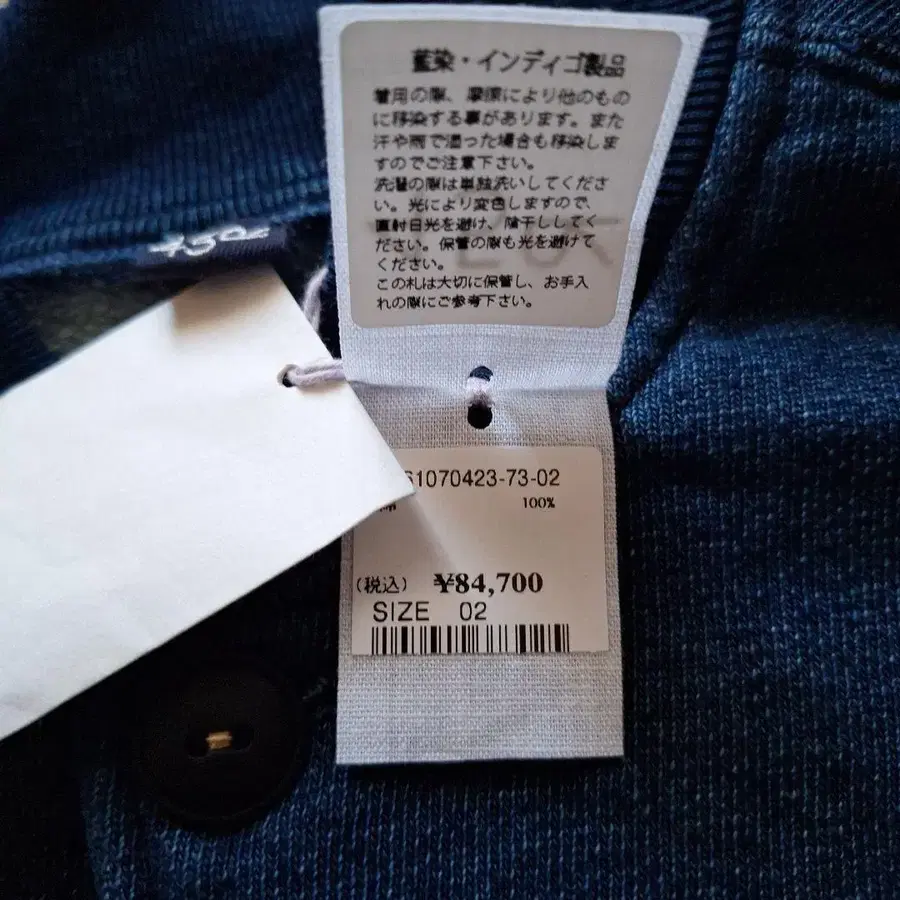 藍染・インディゴ製品
着用の際、摩擦により他のもの
に移染する事があります。また
汗や雨で湿った場合も移染しま
すのでご注意下さい。
洗濯の際は単独洗いしてくださ
い。光により変色しますので、
直射日光を避け、陰干ししてく
ださい。保管の際も光を避けて
ください。
この札は大切に保管し、お手入
れの際にご参考下さい。
45R
61070423-73-02
綿 100%
(税込) ¥84,700
SIZE 02